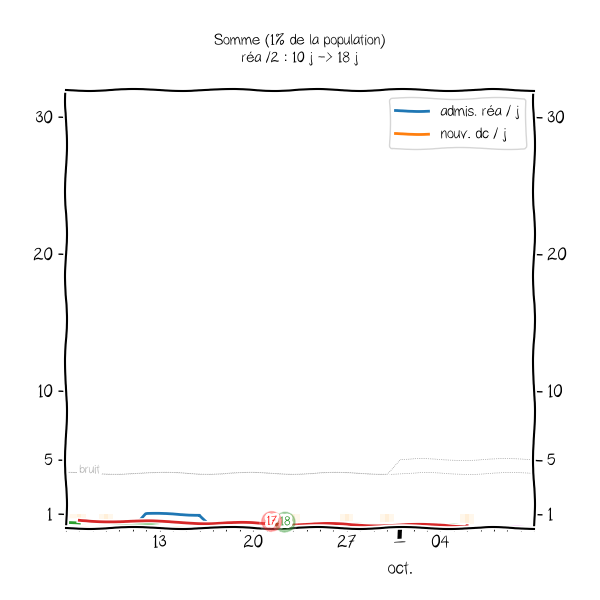 Somme (1% de la population)
réa /2 : 10 j -> 18 j
admis. réa / j
nouv. dc / j
30
30
20
20
10
10
5
5
bruit
1
1
17
18
13
20
27
04
oct.